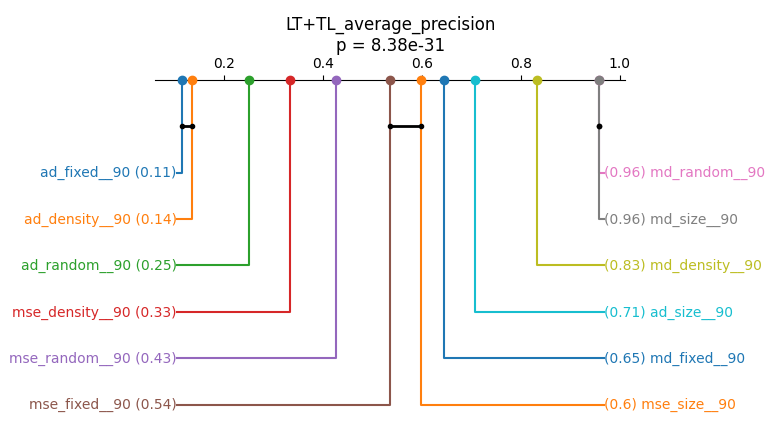 LT+TL_average_precision
p = 8.38e-31
0.2 0.4 0.6 0.8 1.0
ad_fixed__90 (0.11)
(0.96) md_random__90
ad_density__90 (0.14)
(0.96) md_size__90
ad_random__90 (0.25)
(0.83) md_density__90
mse_density__90 (0.33)
(0.71) ad_size__90
mse_random__90 (0.43)
(0.65) md_fixed__90
mse_fixed__90 (0.54)
(0.6) mse_size__90